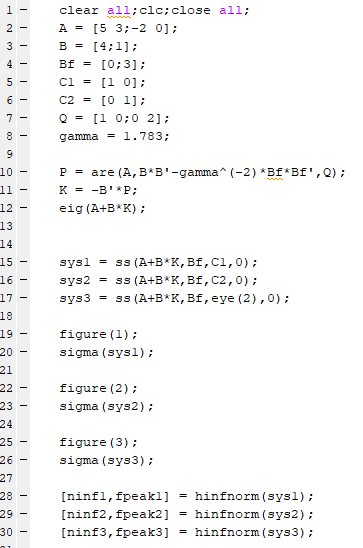 1 - clear all;clc;close all;
2 - A = [5 3;-2 0];
3 - B = [4;1];
4 - Bf = [0;3];
5 - C1 = [1 0];
6 - C2 = [0 1];
7 - Q = [1 0;0 2];
8 - gamma = 1.783;
9
10 - P = are(A,B*B'-gamma^(-2)*Bf*Bf',Q);
11 - K = -B'*P;
12 - eig(A+B*K);
13
14
15 - sys1 = ss(A+B*K,Bf,C1,0);
16 - sys2 = ss(A+B*K,Bf,C2,0);
17 - sys3 = ss(A+B*K,Bf,eye(2),0);
18
19 - figure(1);
20 - sigma(sys1);
21
22 - figure(2);
23 - sigma(sys2);
24
25 - figure(3);
26 - sigma(sys3);
27
28 - [ninf1,fpeak1] = hinfnorm(sys1);
29 - [ninf2,fpeak2] = hinfnorm(sys2);
30 - [ninf3,fpeak3] = hinfnorm(sys3);